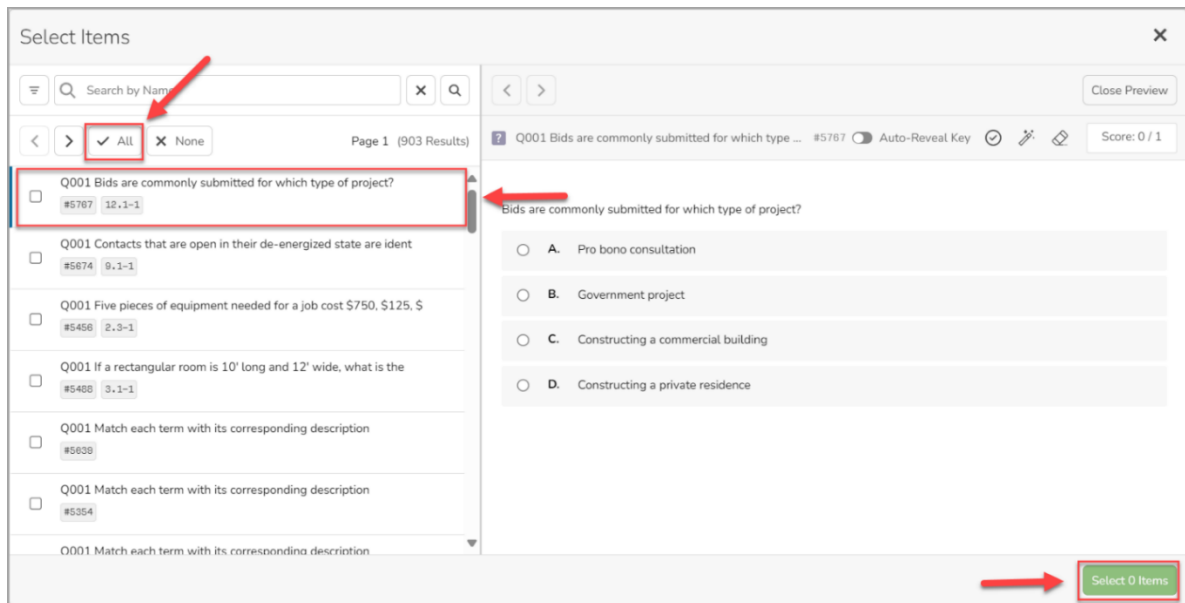 Select Items
Search by Name
Close Preview
All
None
Page 1 (903 Results)
Q001 Bids are commonly submitted for which type ... #5767 Auto-Reveal Key
Score: 0 / 1
Q001 Bids are commonly submitted for which type of project?
#5767 12.1-1
Q001 Contacts that are open in their de-energized state are ident
#5674 9.1-1
Q001 Five pieces of equipment needed for a job cost $750, $125, $
#5456 2.3-1
Q001 If a rectangular room is 10' long and 12' wide, what is the
#5488 3.1-1
Q001 Match each term with its corresponding description
#5639
Q001 Match each term with its corresponding description
#5354
Q001 Match each term with its corresponding description
Bids are commonly submitted for which type of project?
A. Pro bono consultation
B. Government project
C. Constructing a commercial building
D. Constructing a private residence
Select 0 Items